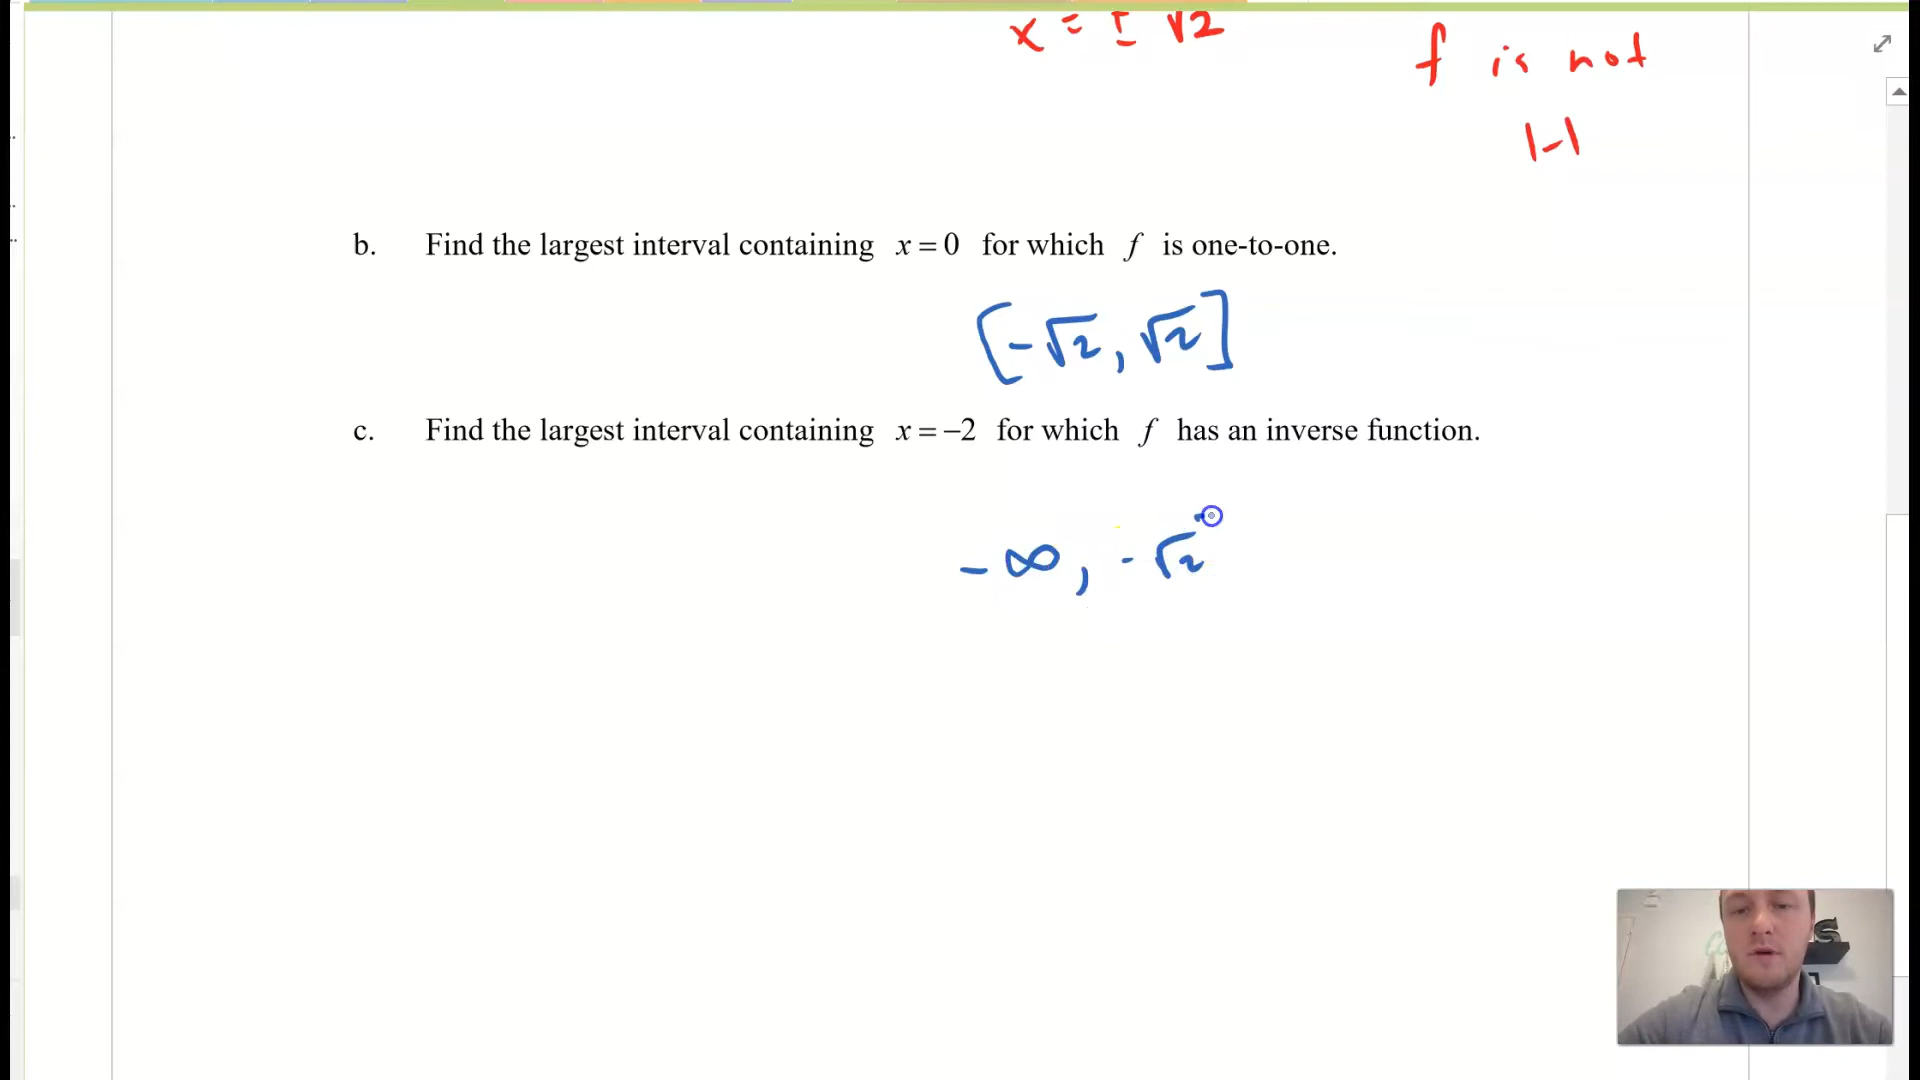 x = ± √2
f is not
1-1
b. Find the largest interval containing x = 0 for which f is one-to-one.
[-√2, √2]
c. Find the largest interval containing x = −2 for which f has an inverse function.
-∞, -√2